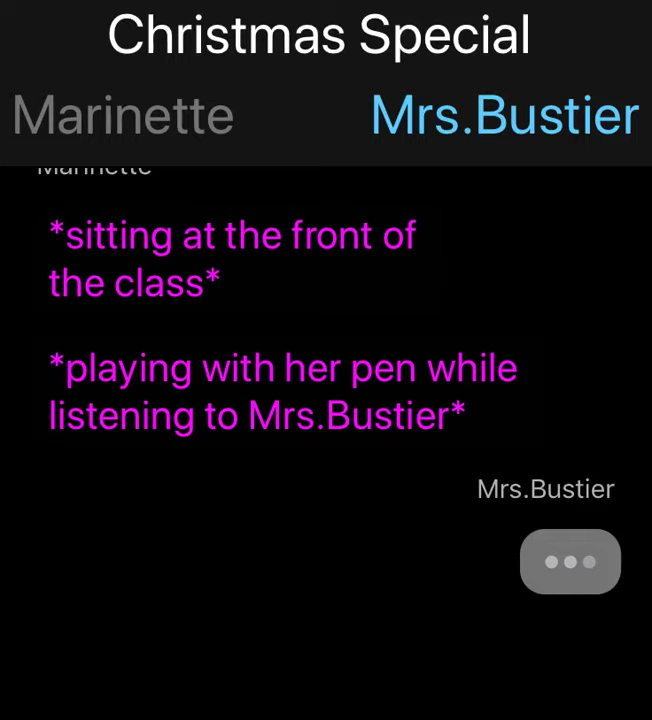 Christmas Special
Marinette Mrs.Bustier
Marinette
*sitting at the front of
the class*
*playing with her pen while
listening to Mrs.Bustier*
Mrs.Bustier